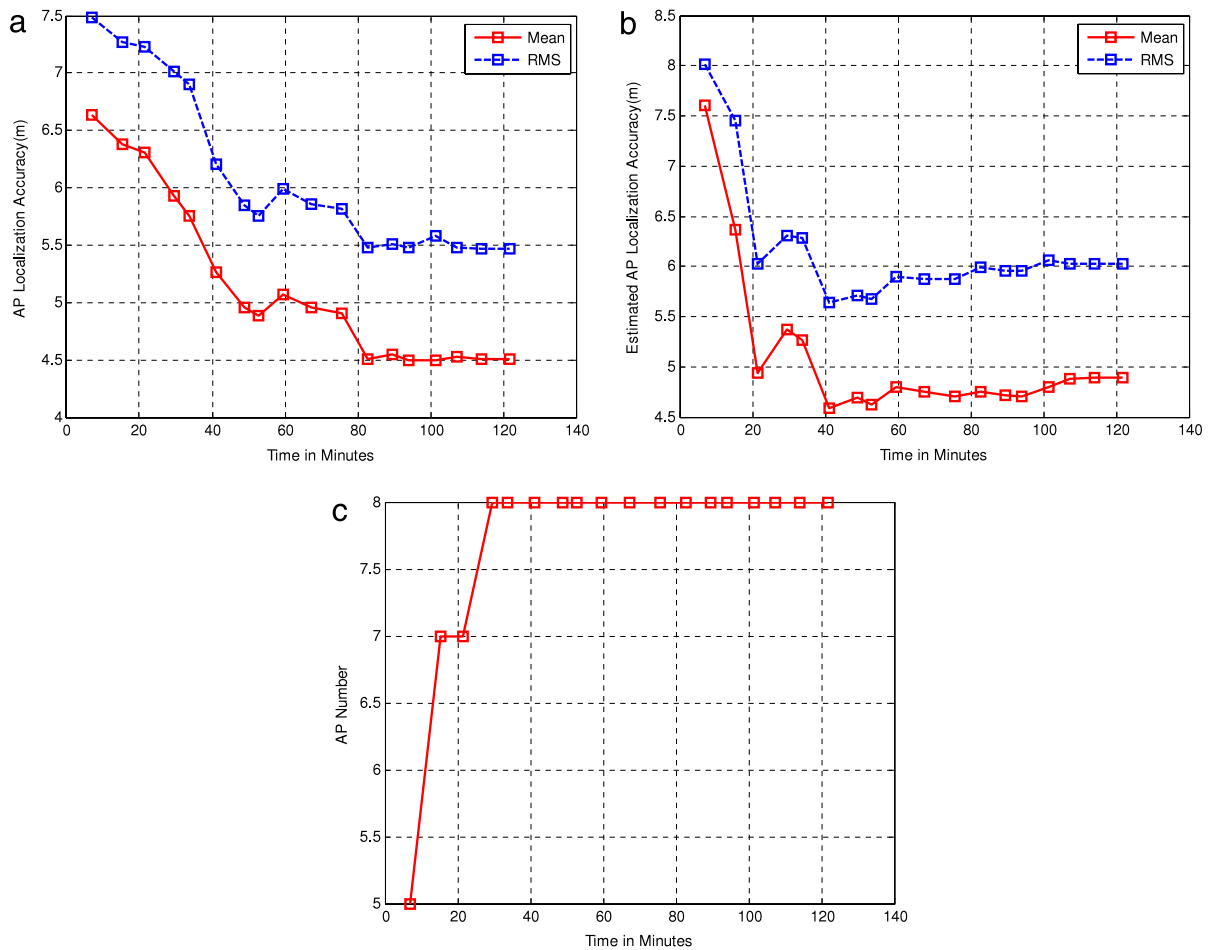 a
7.5
7
6.5
6
5.5
5
4.5
4
AP Localization Accuracy(m)
0 20 40 60 80 100 120 140
Time in Minutes
Mean
RMS
b
8.5
8
7.5
7
6.5
6
5.5
5
4.5
Estimated AP Localization Accuracy(m)
0 20 40 60 80 100 120 140
Time in Minutes
Mean
RMS
c
8
7.5
7
6.5
6
5.5
5
AP Number
0 20 40 60 80 100 120 140
Time in Minutes